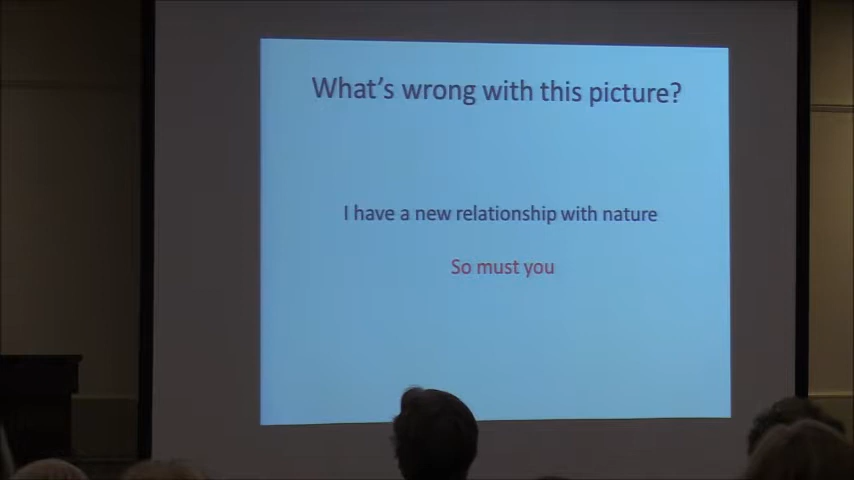 What's wrong with this picture?
I have a new relationship with nature
So must you